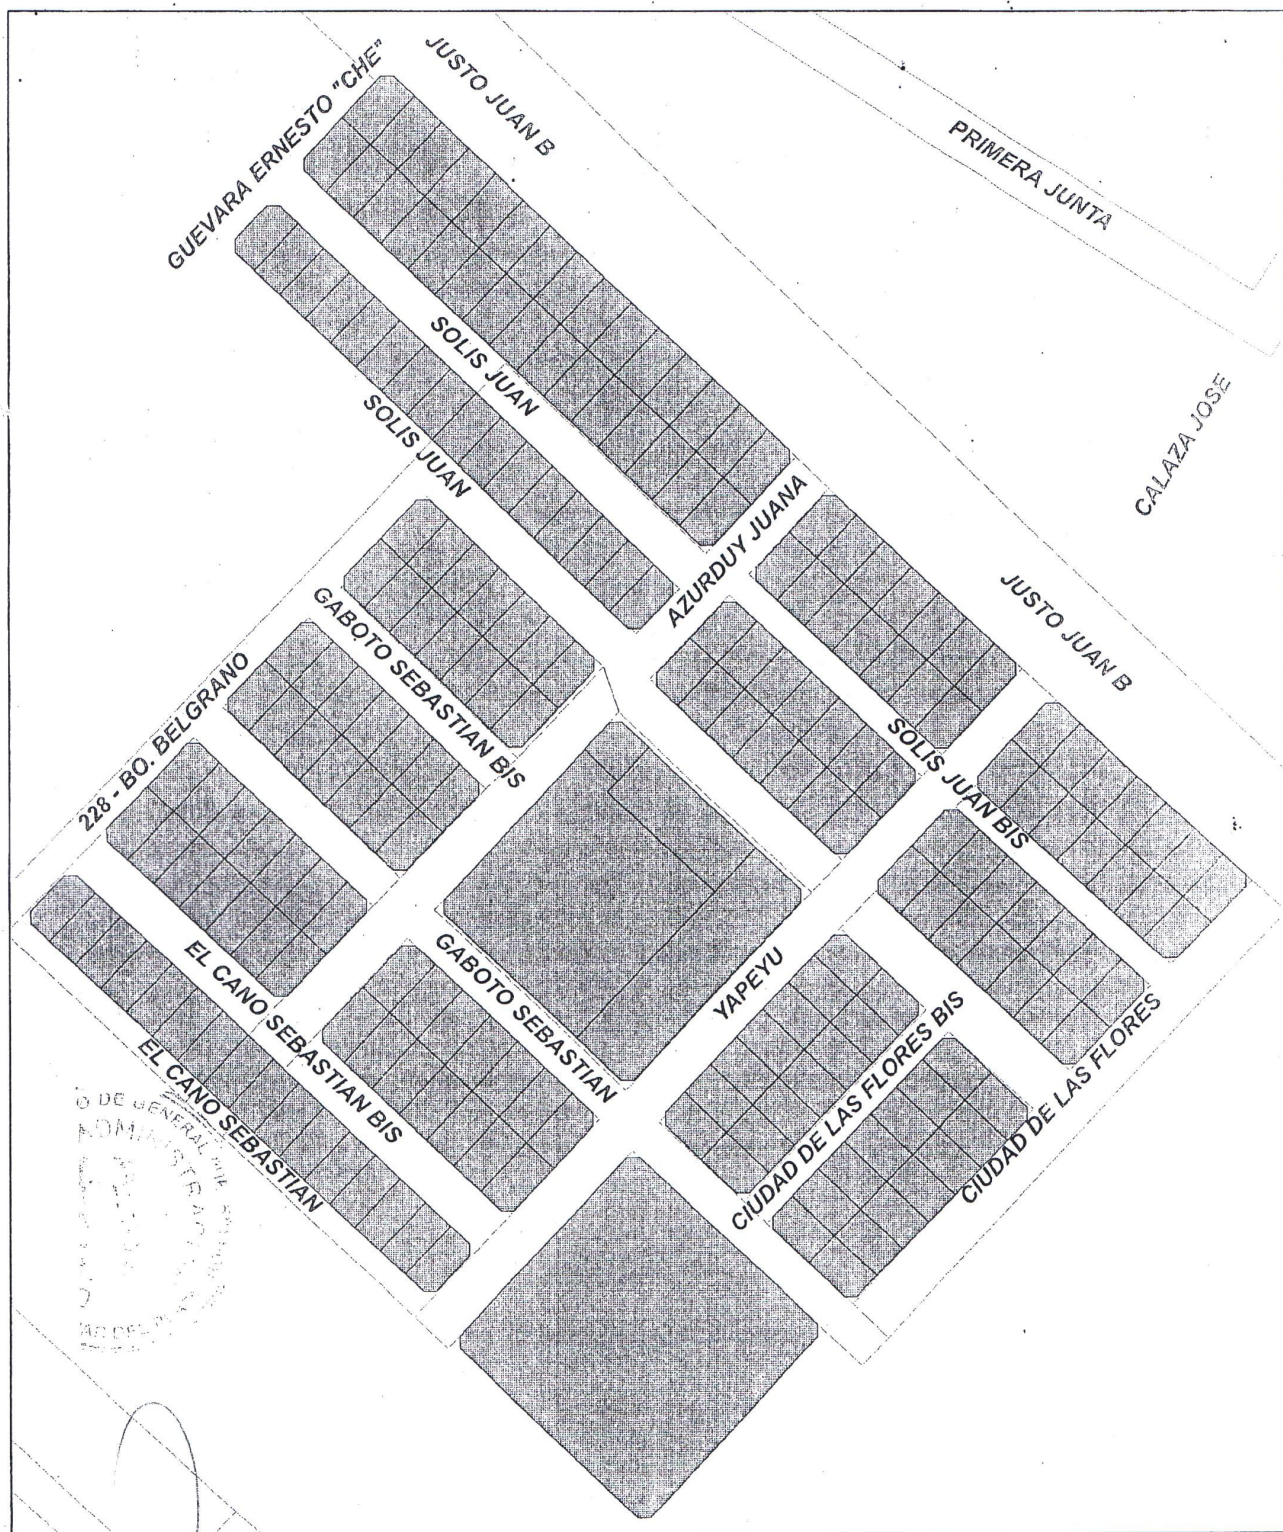 JUSTO JUAN B
GUEVARA ERNESTO "CHE"
PRIMERA JUNTA
SOLIS JUAN
SOLIS JUAN
CALAZA JOSE
AZURDUY JUANA
JUSTO JUAN B
GABOTO SEBASTIAN BIS
228 - BO. BELGRANO
SOLIS JUAN BIS
GABOTO SEBASTIAN
YAPEYU
EL CANO SEBASTIAN BIS
CIUDAD DE LAS FLORES BIS
CIUDAD DE LAS FLORES
EL CANO SEBASTIAN
O DE GENERAL